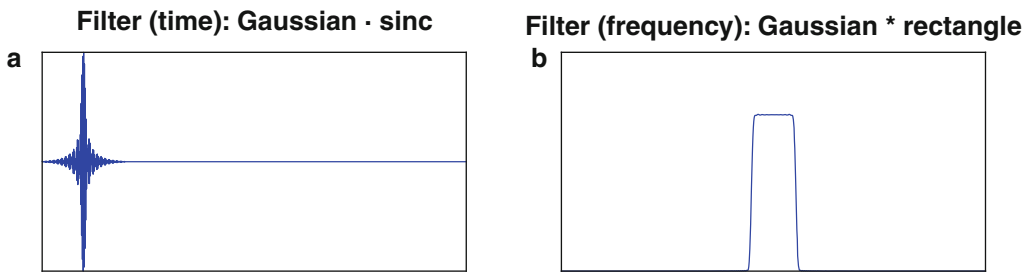 Filter (time): Gaussian · sinc
a
Filter (frequency): Gaussian * rectangle
b